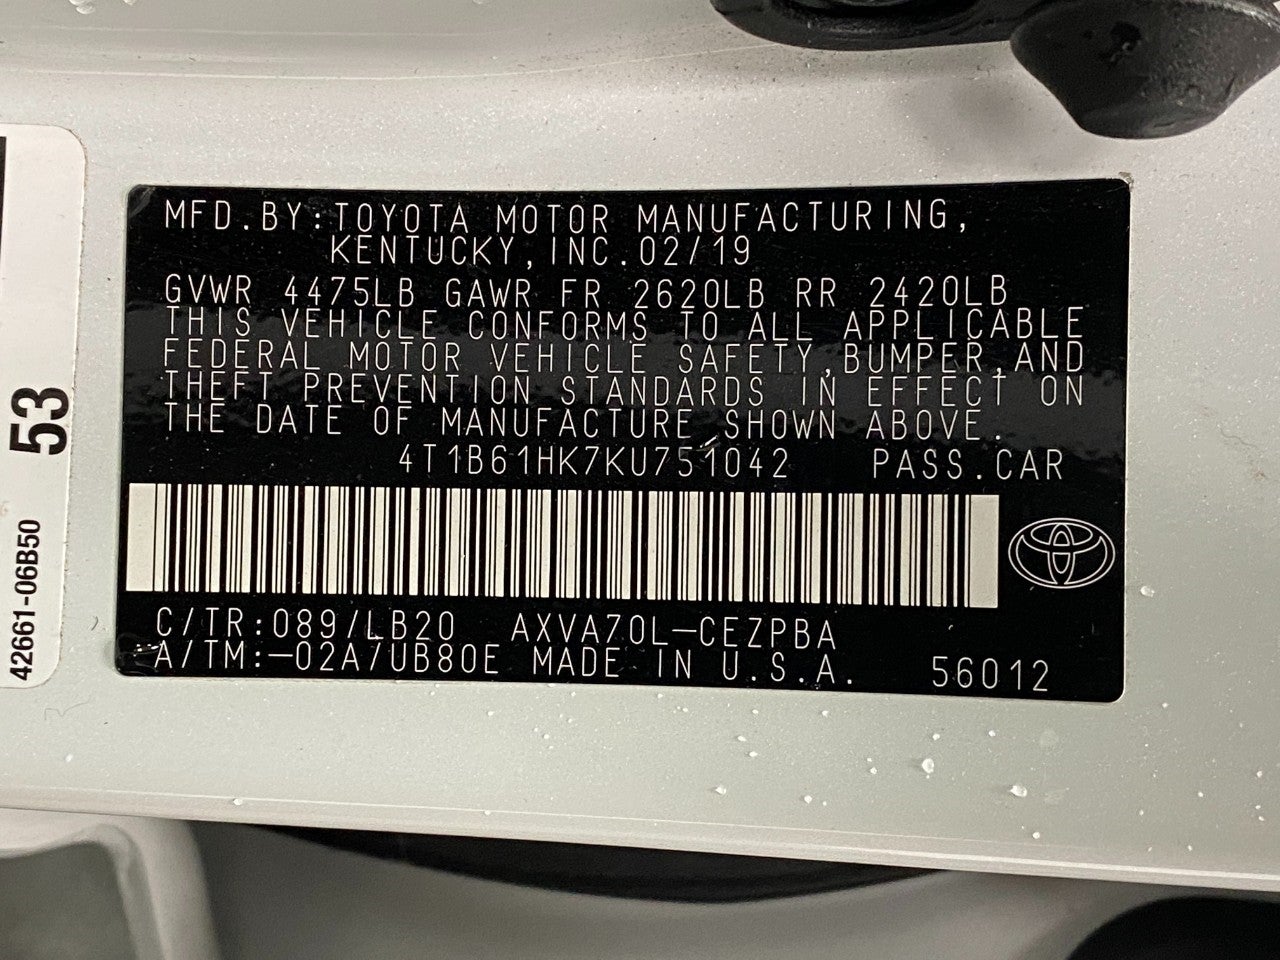 MFD.BY:TOYOTA MOTOR MANUFACTURING,
KENTUCKY,INC.02/19
GVWR 4475LB GAWR FR 2620LB RR 2420LB
THIS VEHICLE CONFORMS TO ALL APPLICABLE
FEDERAL MOTOR VEHICLE SAFETY,BUMPER,AND
THEFT PREVENTION STANDARDS IN EFFECT ON
THE DATE OF MANUFACTURE SHOWN ABOVE.
4T1B61HK7KU751042 PASS.CAR
C/TR:089/LB20 AXVA70L-CEZPBA
A/TM:-02A/UB80E MADE IN U.S.A. 56012
53
42661-06B50